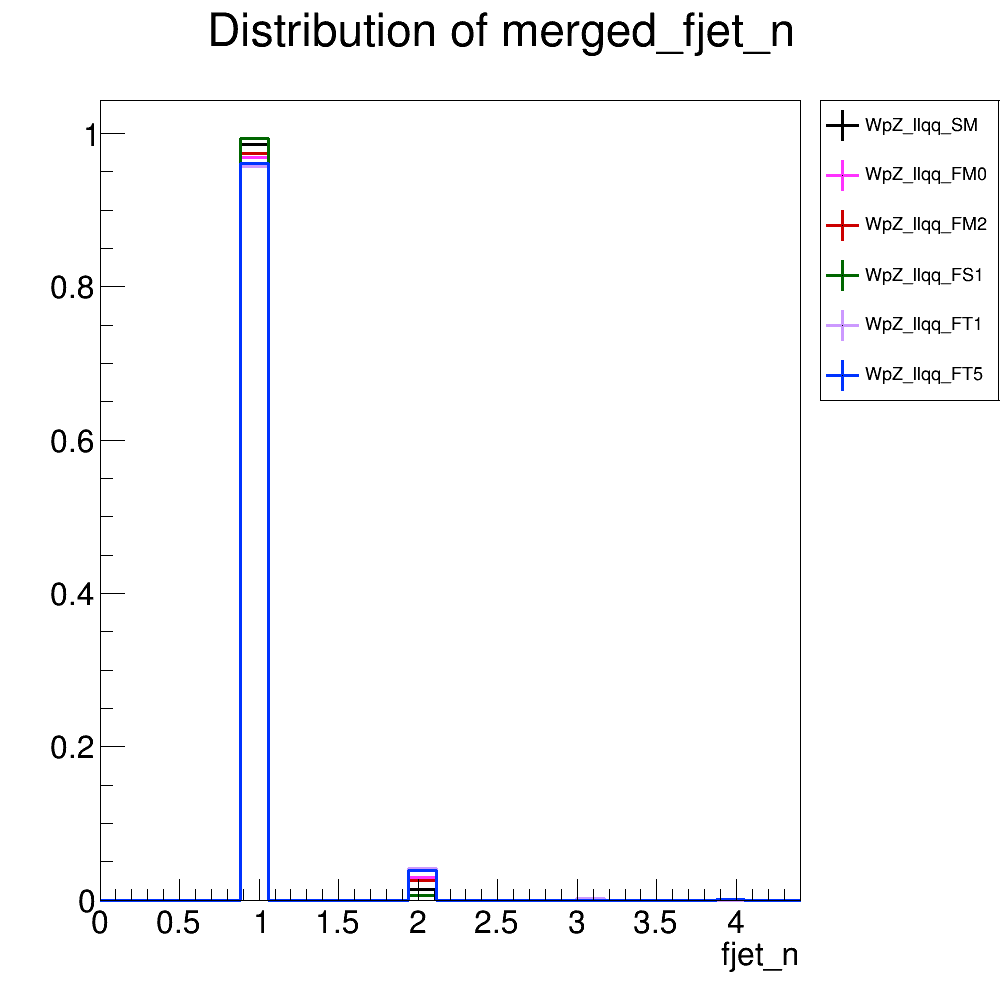 Distribution of merged_fjet_n
1
0.8
0.6
0.4
0.2
0
0 0.5 1 1.5 2 2.5 3 3.5 4
fjet_n
WpZ_llqq_SM
WpZ_llqq_FM0
WpZ_llqq_FM2
WpZ_llqq_FS1
WpZ_llqq_FT1
WpZ_llqq_FT5